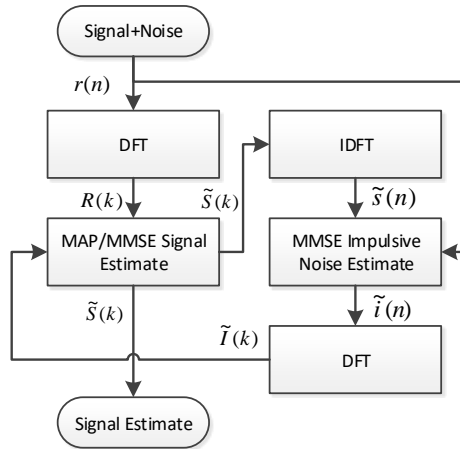 Signal+Noise
r(n)
DFT
IDFT
R(k)
S̃(k)
s̃(n)
MAP/MMSE Signal
Estimate
MMSE Impulsive
Noise Estimate
S̃(k)
Ĩ(k)
ĩ(n)
DFT
Signal Estimate